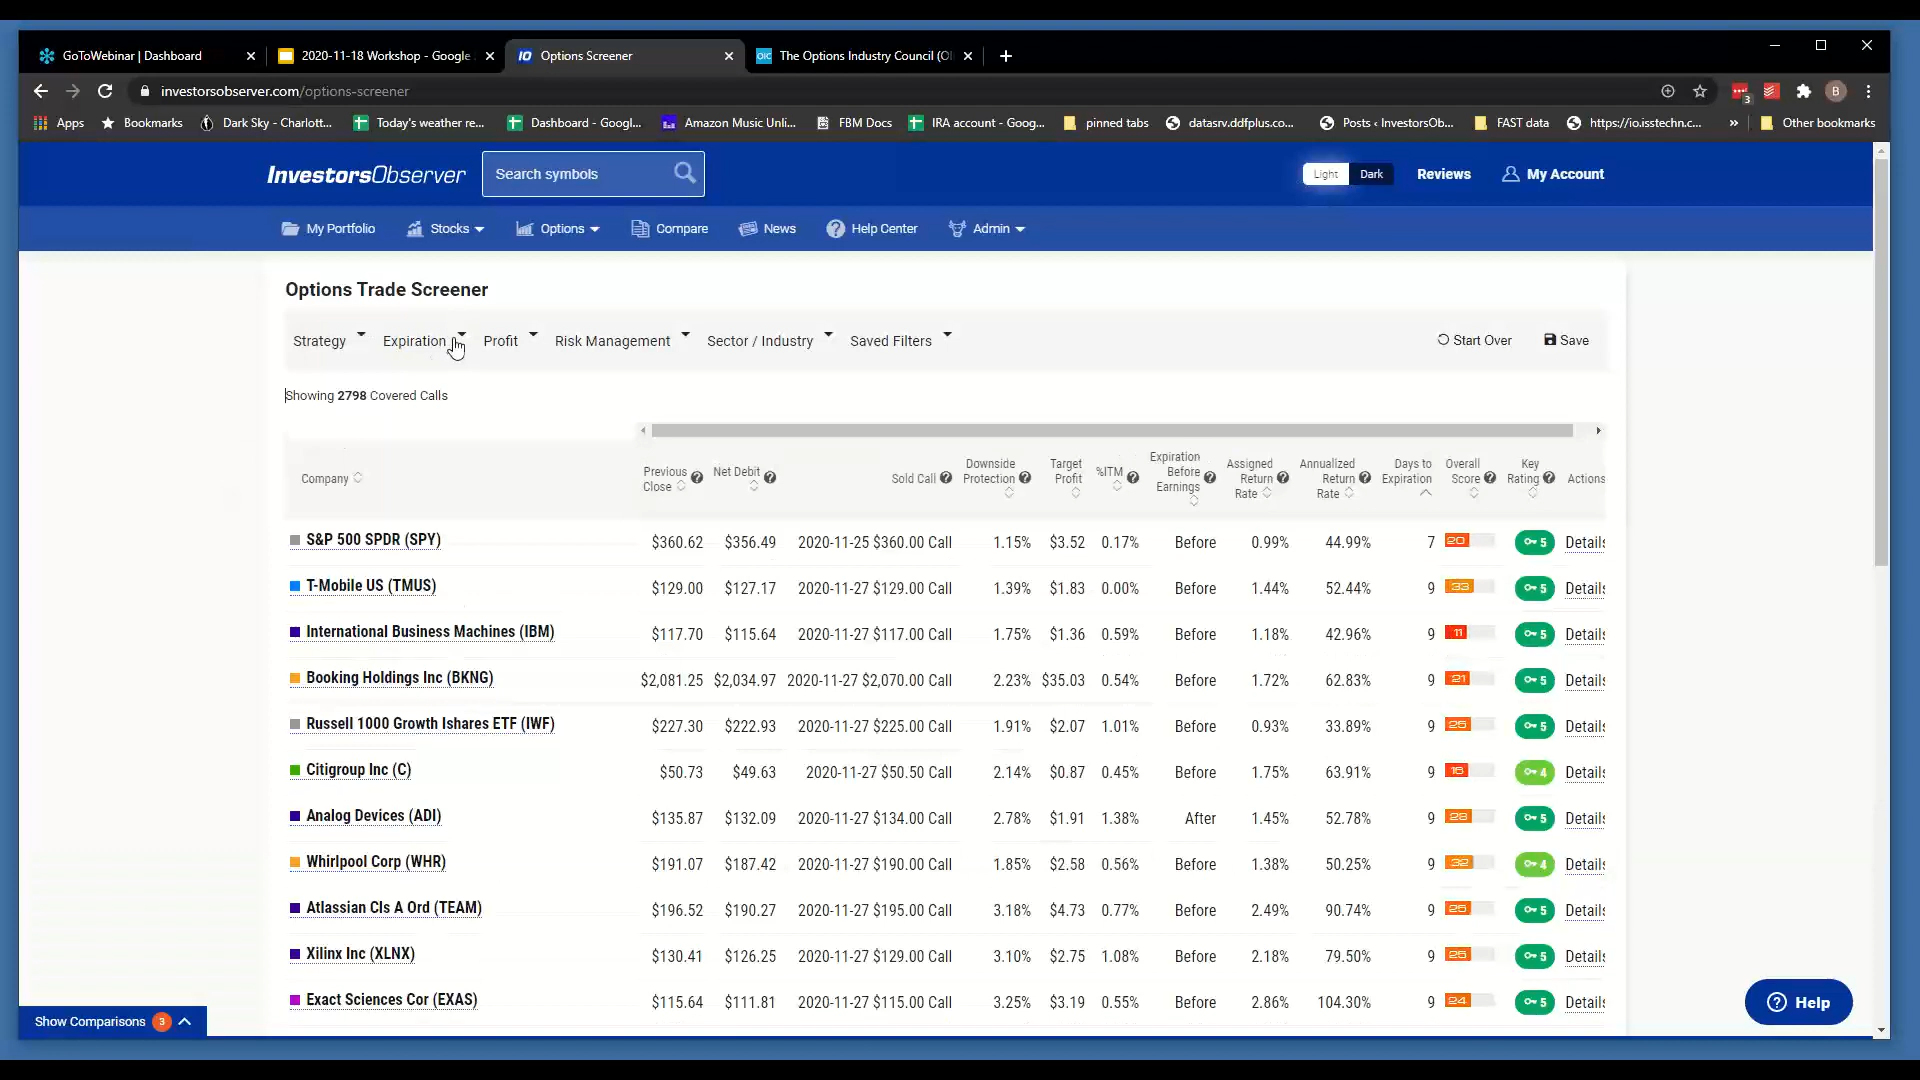 GoToWebinar | Dashboard
2020-11-18 Workshop - Google
IO Options Screener
OIC The Options Industry Council (OI
investorsobserver.com/options-screener
3
B
Apps
Bookmarks
Dark Sky - Charlott...
Today's weather re...
Dashboard - Googl...
Amazon Music Unli...
FBM Docs
IRA account - Goog...
pinned tabs
datasrv.ddfplus.co...
Posts ‹ InvestorsOb...
FAST data
https://io.isstechn.c...
»
Other bookmarks
InvestorsObserver
Search symbols
Light
Dark
Reviews
My Account
My Portfolio
Stocks
Options
Compare
News
Help Center
Admin
Options Trade Screener
Strategy
Expiration
Profit
Risk Management
Sector / Industry
Saved Filters
Start Over
Save
Showing 2798 Covered Calls
Company
Previous Close
Net Debit
Sold Call
Downside Protection
Target Profit
%ITM
Expiration Before Earnings
Assigned Return Rate
Annualized Return Rate
Days to Expiration
Overall Score
Key Rating
Actions
S&P 500 SPDR (SPY) $360.62 $356.49 2020-11-25 $360.00 Call 1.15% $3.52 0.17% Before 0.99% 44.99% 7 20 5 Details
T-Mobile US (TMUS) $129.00 $127.17 2020-11-27 $129.00 Call 1.39% $1.83 0.00% Before 1.44% 52.44% 9 33 5 Details
International Business Machines (IBM) $117.70 $115.64 2020-11-27 $117.00 Call 1.75% $1.36 0.59% Before 1.18% 42.96% 9 11 5 Details
Booking Holdings Inc (BKNG) $2,081.25 $2,034.97 2020-11-27 $2,070.00 Call 2.23% $35.03 0.54% Before 1.72% 62.83% 9 21 5 Details
Russell 1000 Growth Ishares ETF (IWF) $227.30 $222.93 2020-11-27 $225.00 Call 1.91% $2.07 1.01% Before 0.93% 33.89% 9 25 5 Details
Citigroup Inc (C) $50.73 $49.63 2020-11-27 $50.50 Call 2.14% $0.87 0.45% Before 1.75% 63.91% 9 16 4 Details
Analog Devices (ADI) $135.87 $132.09 2020-11-27 $134.00 Call 2.78% $1.91 1.38% After 1.45% 52.78% 9 28 5 Details
Whirlpool Corp (WHR) $191.07 $187.42 2020-11-27 $190.00 Call 1.85% $2.58 0.56% Before 1.38% 50.25% 9 32 4 Details
Atlassian Cls A Ord (TEAM) $196.52 $190.27 2020-11-27 $195.00 Call 3.18% $4.73 0.77% Before 2.49% 90.74% 9 25 5 Details
Xilinx Inc (XLNX) $130.41 $126.25 2020-11-27 $129.00 Call 3.10% $2.75 1.08% Before 2.18% 79.50% 9 25 5 Details
Exact Sciences Cor (EXAS) $115.64 $111.81 2020-11-27 $115.00 Call 3.25% $3.19 0.55% Before 2.86% 104.30% 9 24 5 Details
Show Comparisons 3
Help